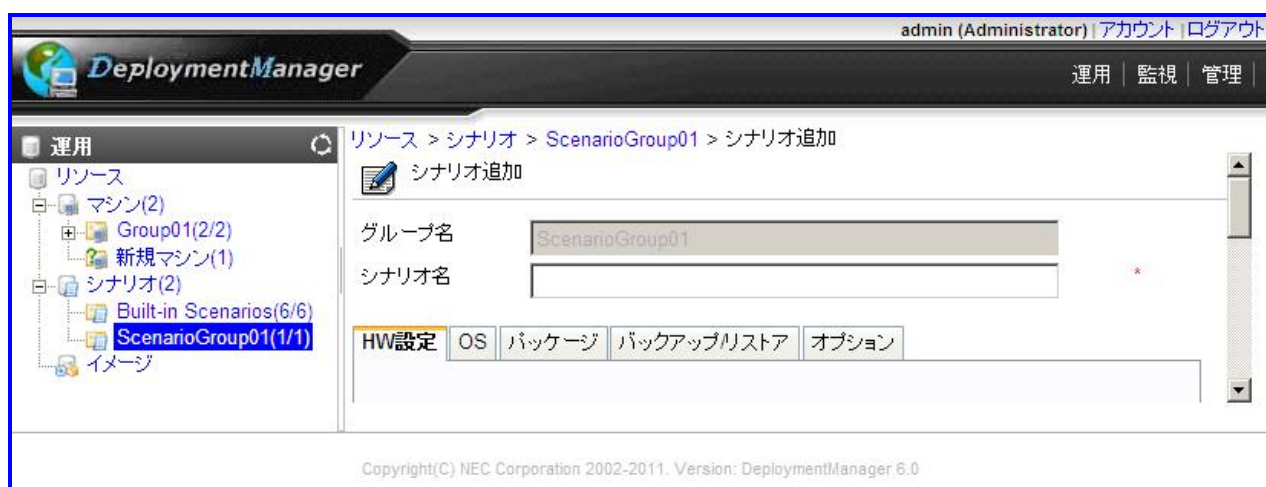 admin (Administrator) | アカウント | ログアウト
DeploymentManager
運用 | 監視 | 管理 |
運用
リソース
マシン(2)
Group01(2/2)
新規マシン(1)
シナリオ(2)
Built-in Scenarios(6/6)
ScenarioGroup01(1/1)
イメージ
リソース > シナリオ > ScenarioGroup01 > シナリオ追加
シナリオ追加
グループ名 ScenarioGroup01
シナリオ名 *
HW設定 OS パッケージ バックアップ/リストア オプション
Copyright(C) NEC Corporation 2002-2011. Version: DeploymentManager 6.0